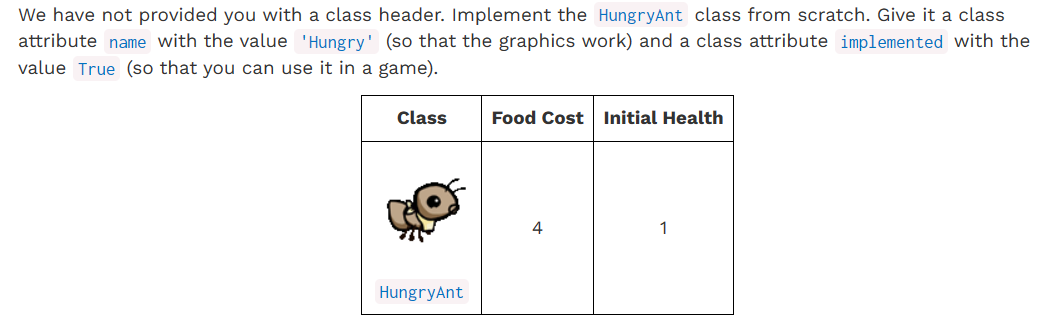 We have not provided you with a class header. Implement the HungryAnt class from scratch. Give it a class
attribute name with the value 'Hungry' (so that the graphics work) and a class attribute implemented with the
value True (so that you can use it in a game).
Class Food Cost Initial Health
4 1
HungryAnt